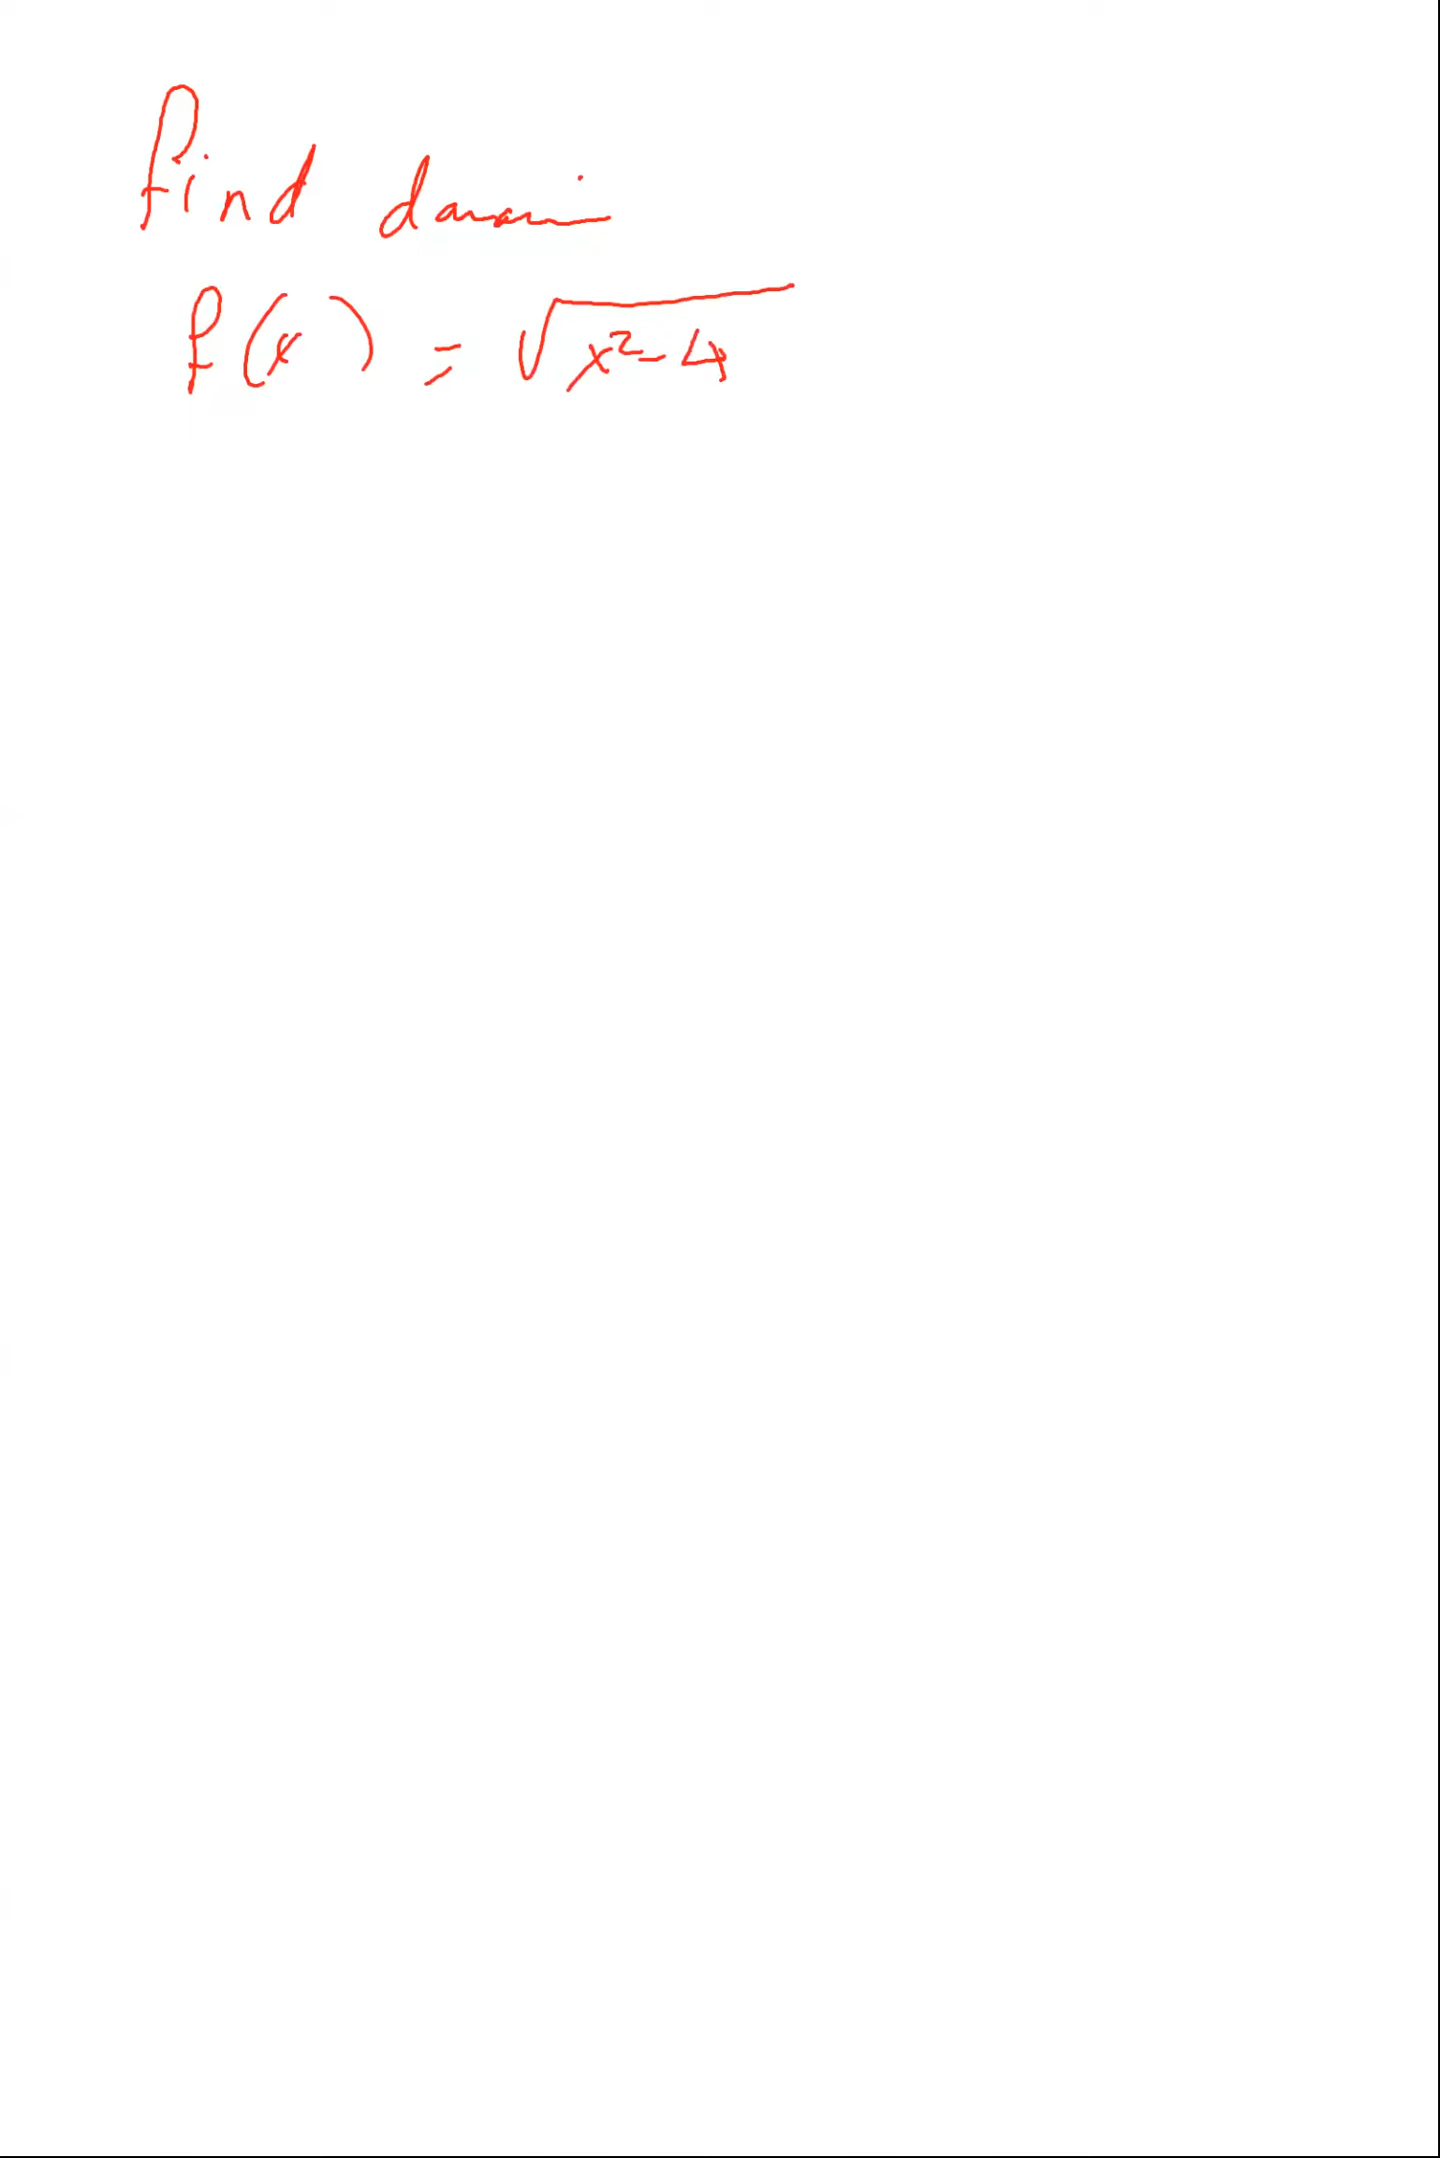 find domain
f(x) = √x²-4